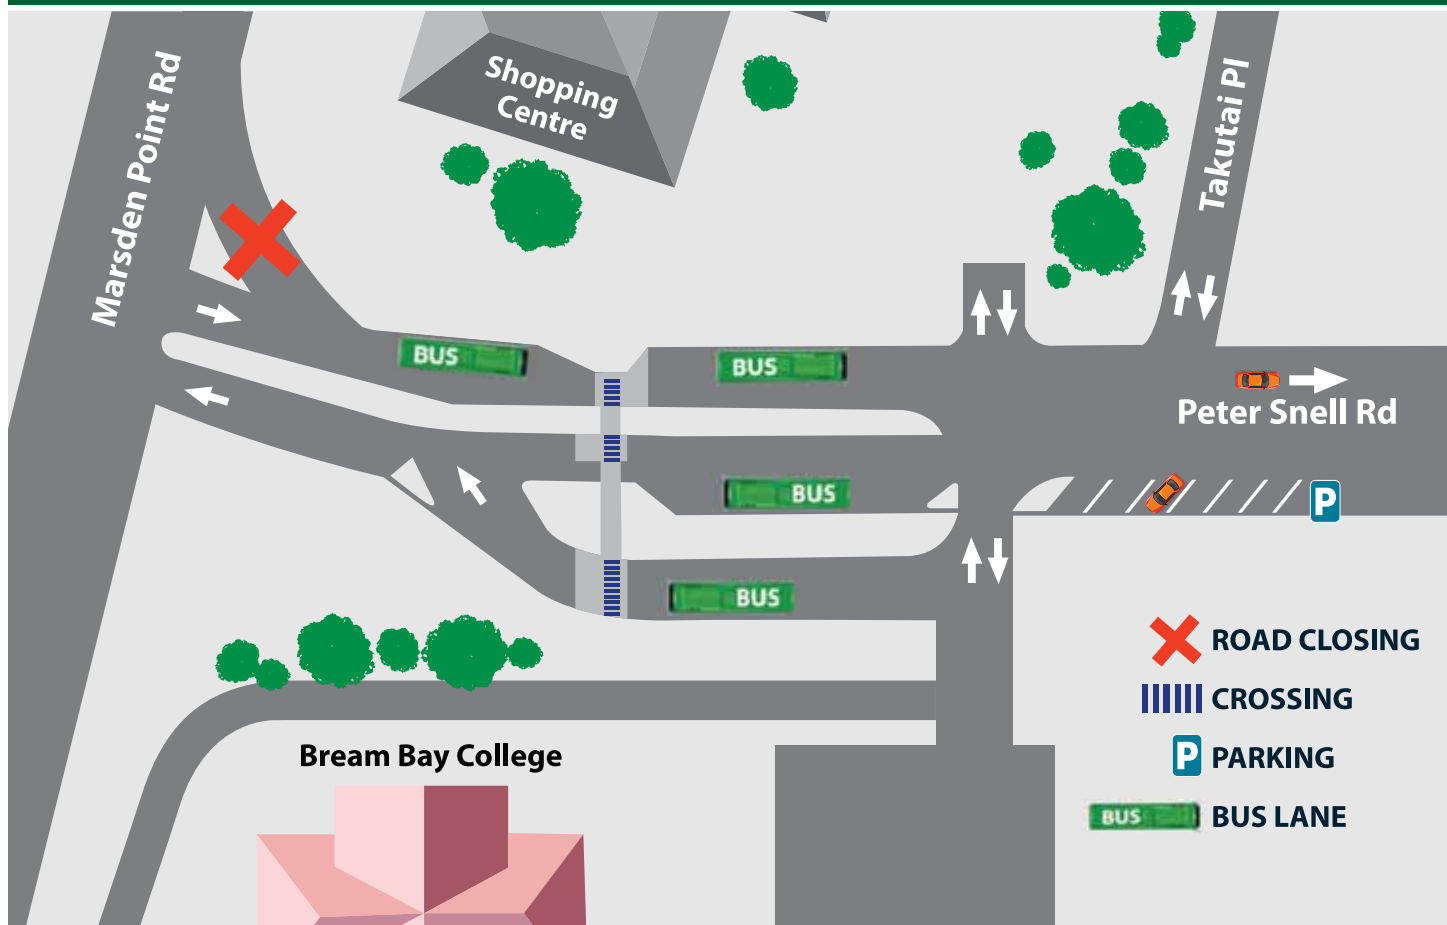 Marsden Point Rd
Shopping
Centre
Takutai Pl
BUS
BUS
Peter Snell Rd
BUS
P
BUS
ROAD CLOSING
CROSSING
Bream Bay College
P PARKING
BUS BUS LANE